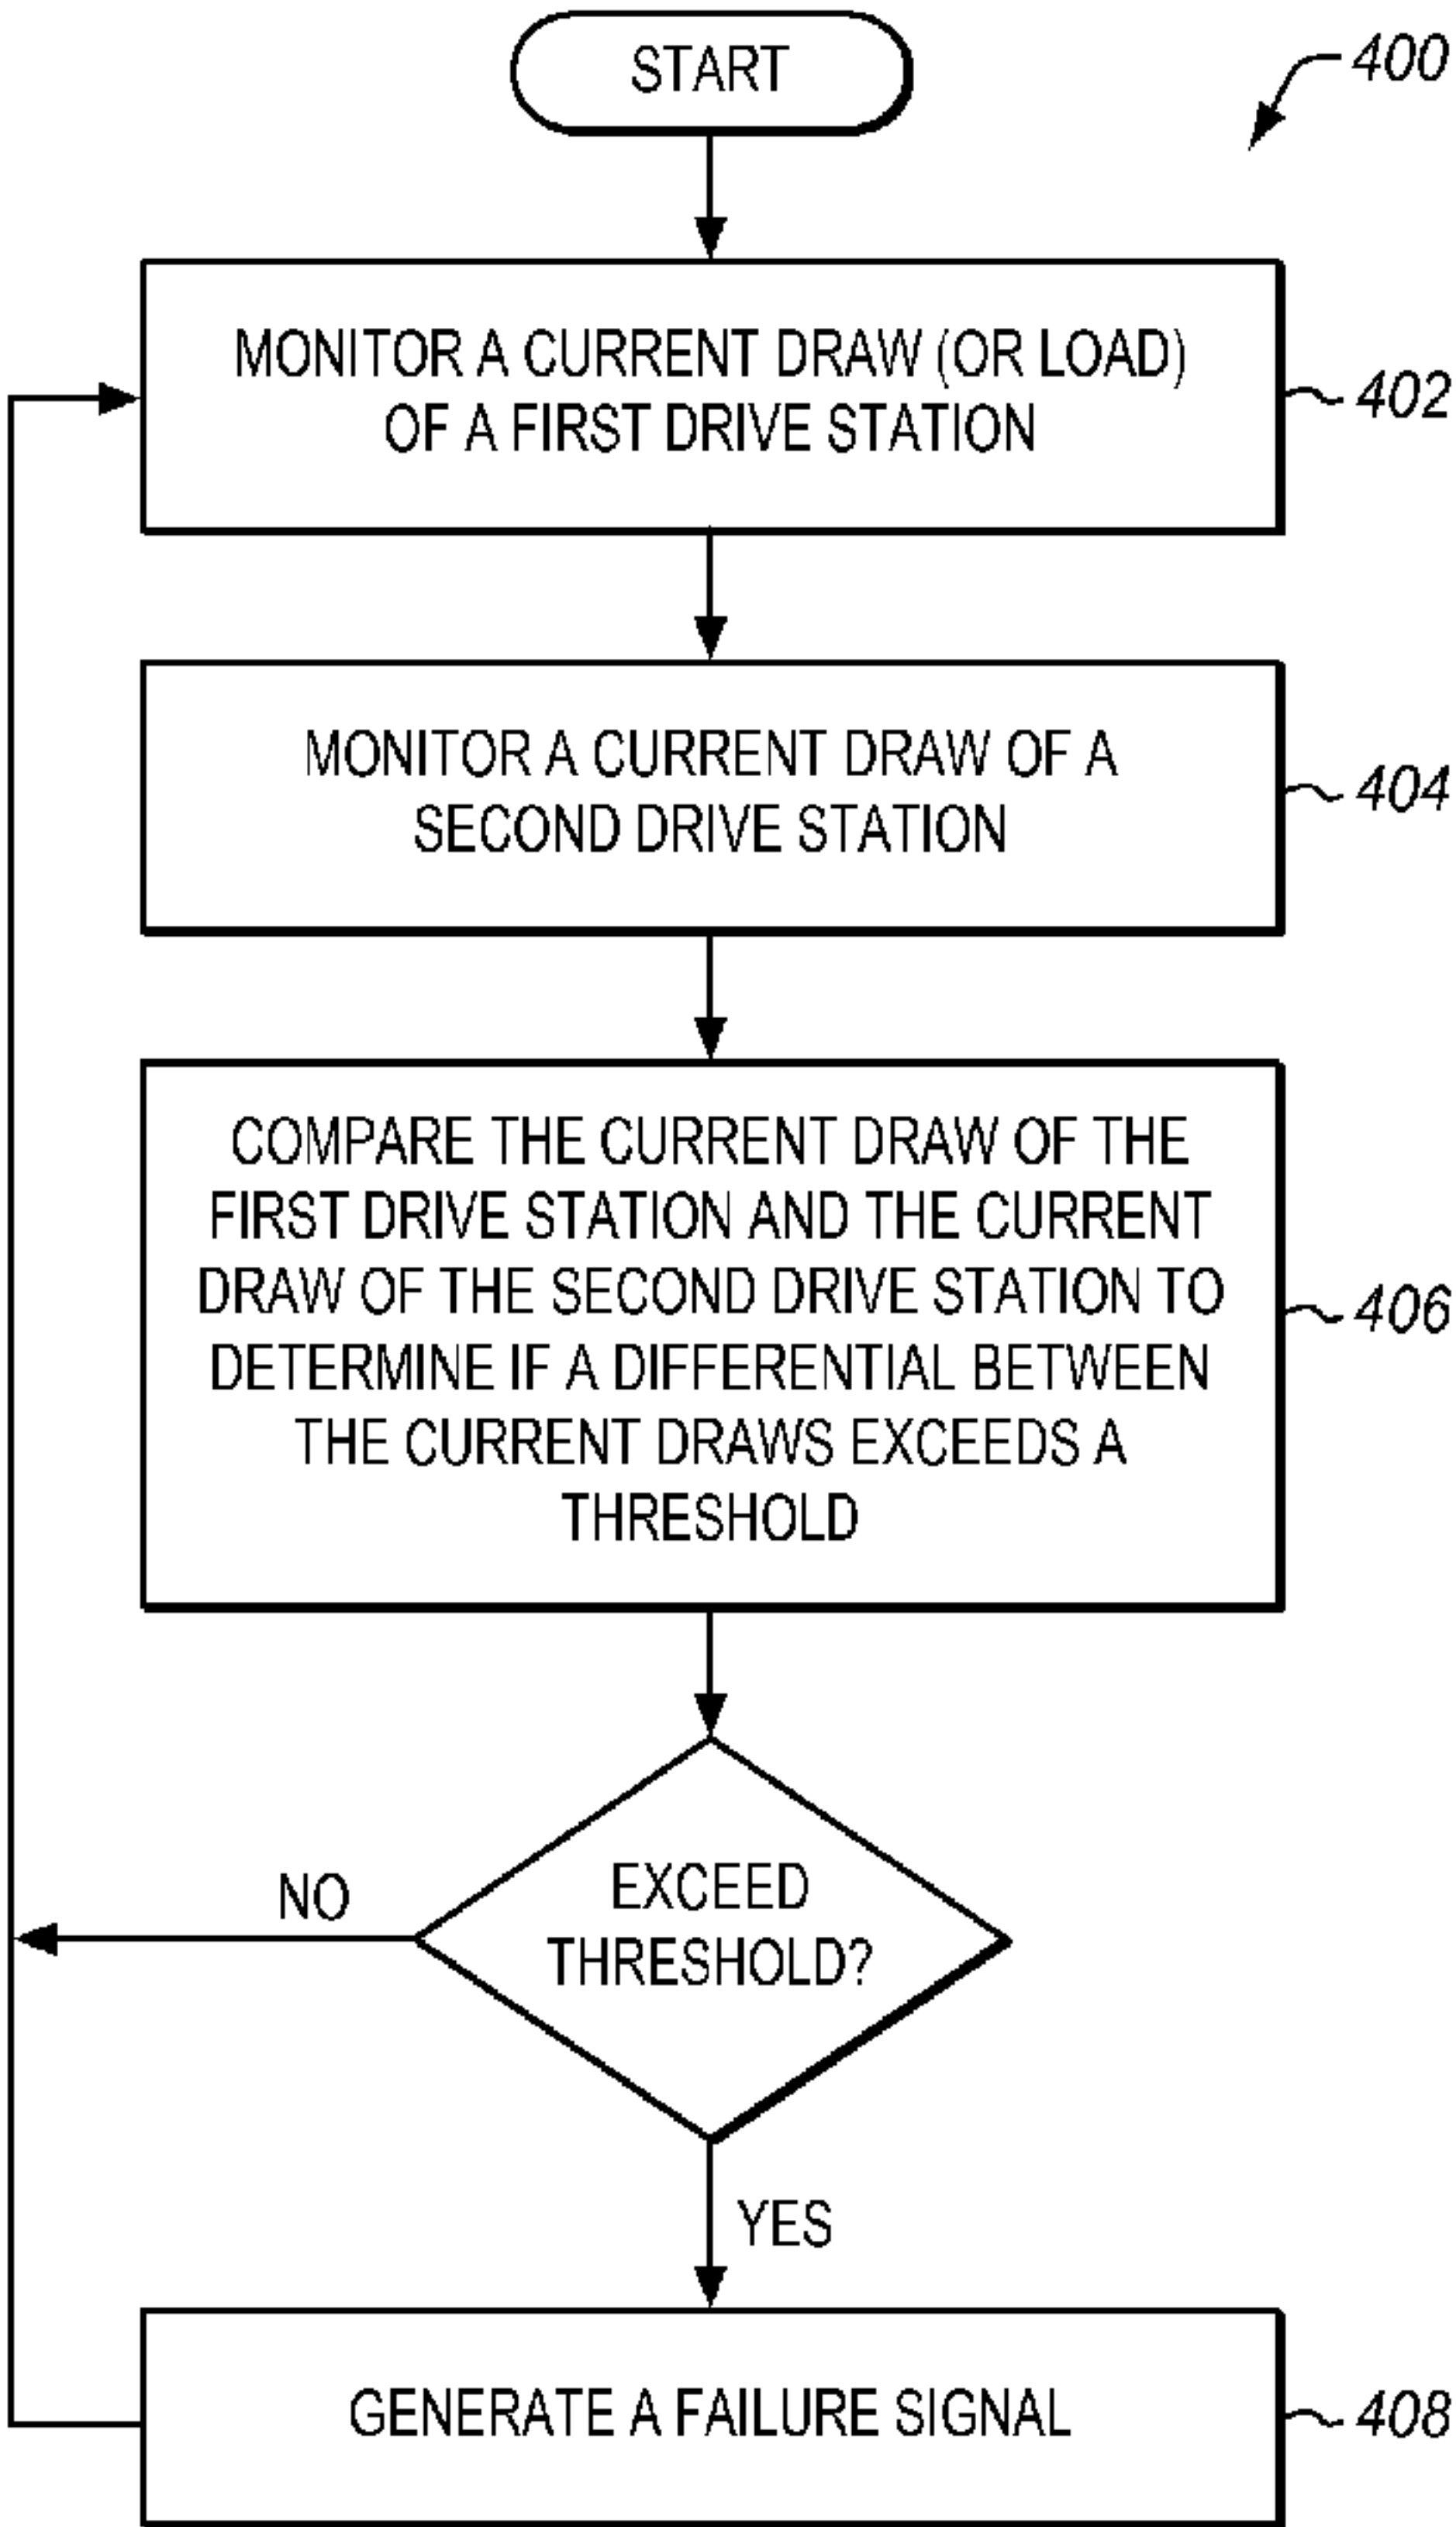 START
400
MONITOR A CURRENT DRAW (OR LOAD)
OF A FIRST DRIVE STATION
402
MONITOR A CURRENT DRAW OF A
SECOND DRIVE STATION
404
COMPARE THE CURRENT DRAW OF THE
FIRST DRIVE STATION AND THE CURRENT
DRAW OF THE SECOND DRIVE STATION TO
DETERMINE IF A DIFFERENTIAL BETWEEN
THE CURRENT DRAWS EXCEEDS A
THRESHOLD
406
EXCEED
THRESHOLD?
NO
YES
GENERATE A FAILURE SIGNAL
408